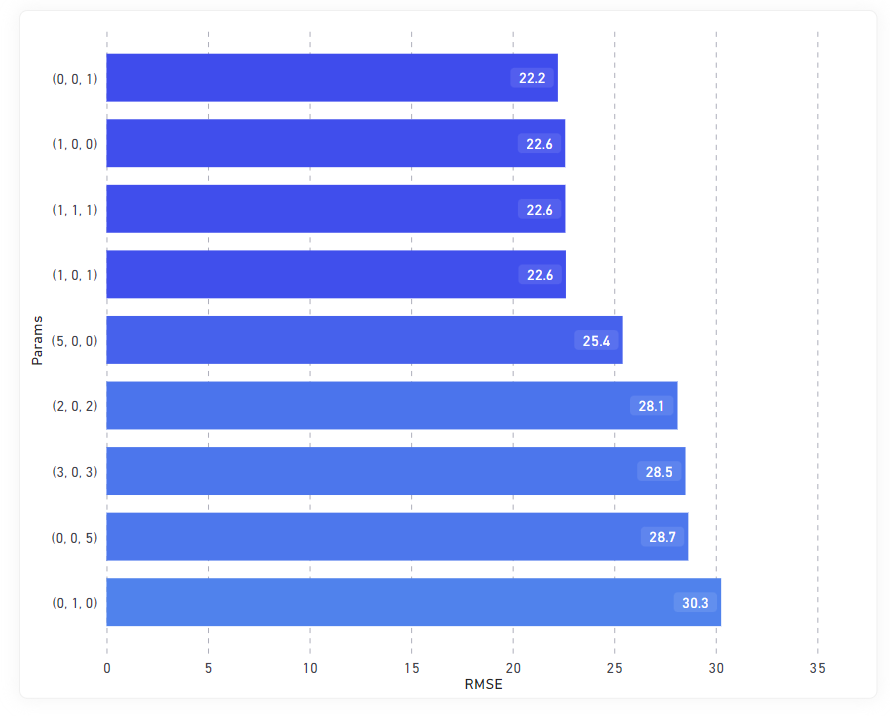 (0, 0, 1) 22.2
(1, 0, 0) 22.6
(1, 1, 1) 22.6
(1, 0, 1) 22.6
(5, 0, 0) 25.4
(2, 0, 2) 28.1
(3, 0, 3) 28.5
(0, 0, 5) 28.7
(0, 1, 0) 30.3
Params
0 5 10 15 20 25 30 35
RMSE